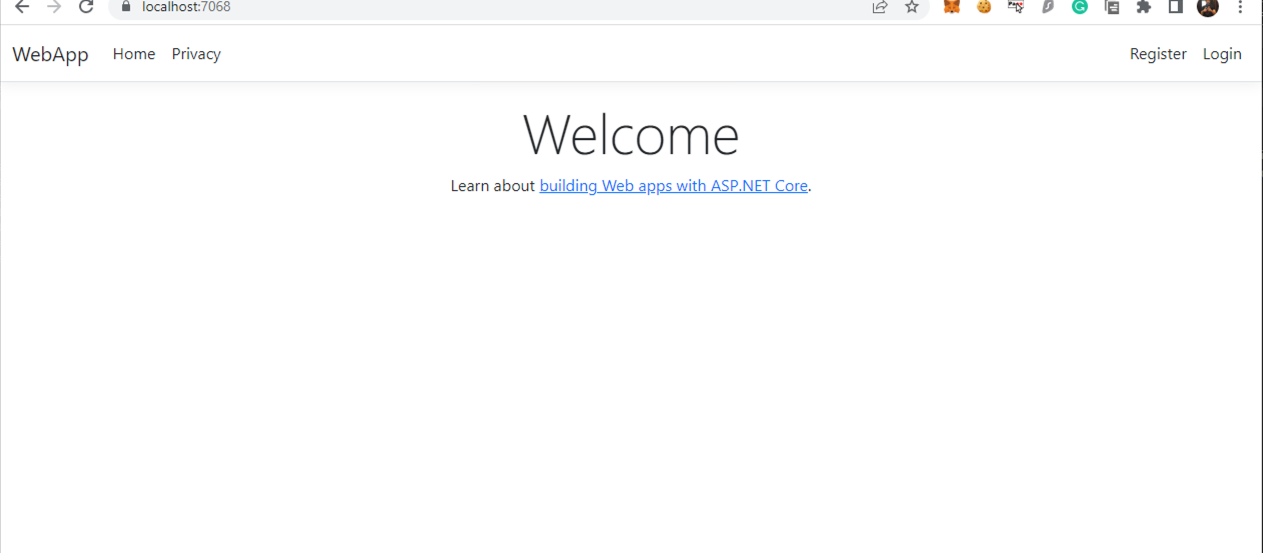 localhost:7068
WebApp Home Privacy Register Login
Welcome
Learn about building Web apps with ASP.NET Core.